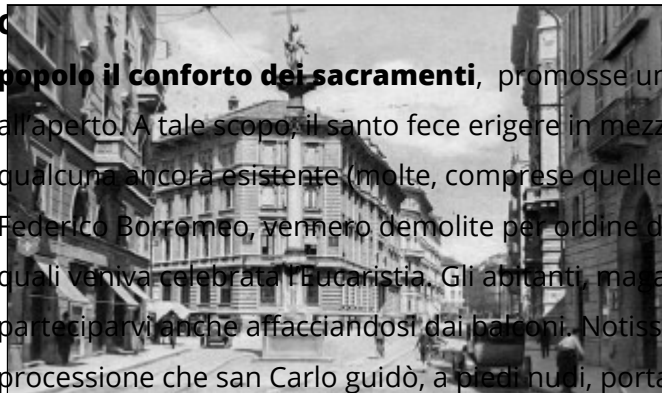 popolo il conforto dei sacramenti, promosse un
all'aperto. A tale scopo, il santo fece erigere in mezz
qualcuna ancora esistente (molte, comprese quelle
Federico Borromeo, vennero demolite per ordine d
quali veniva celebrata l'Eucaristia. Gli abitanti, maga
parteciparvi anche affacciandosi dai balconi. Notiss
processione che san Carlo guidò, a piedi nudi, porta